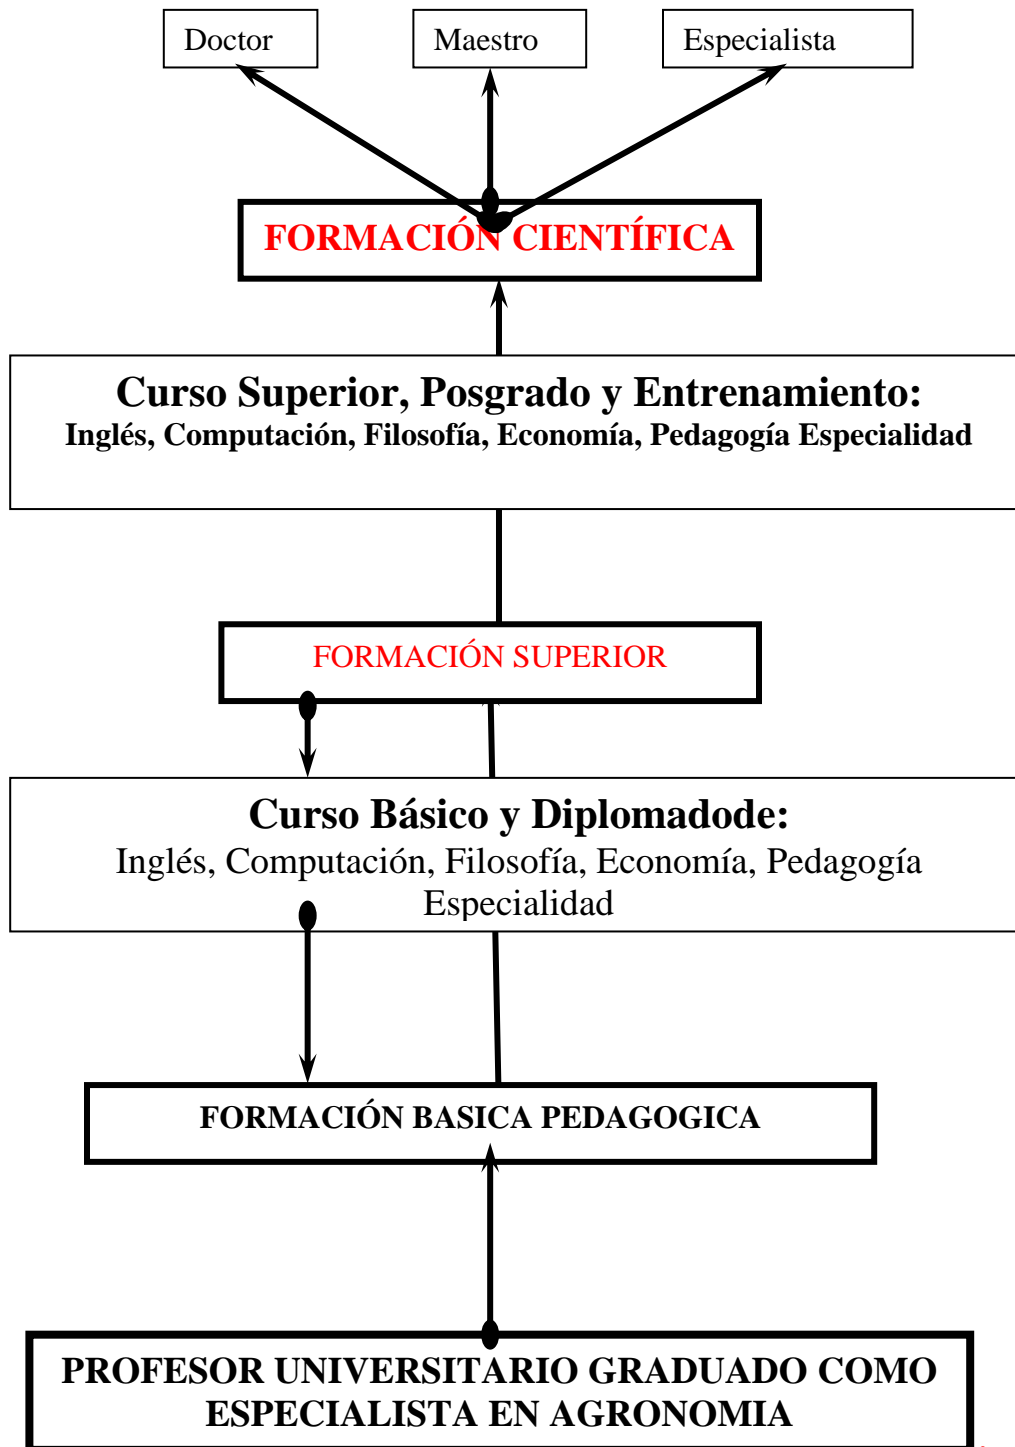 Doctor
Maestro
Especialista
FORMACIÓN CIENTÍFICA
Curso Superior, Posgrado y Entrenamiento:
Inglés, Computación, Filosofía, Economía, Pedagogía Especialidad
FORMACIÓN SUPERIOR
Curso Básico y Diplomadode:
Inglés, Computación, Filosofía, Economía, Pedagogía
Especialidad
FORMACIÓN BASICA PEDAGOGICA
PROFESOR UNIVERSITARIO GRADUADO COMO
ESPECIALISTA EN AGRONOMIA